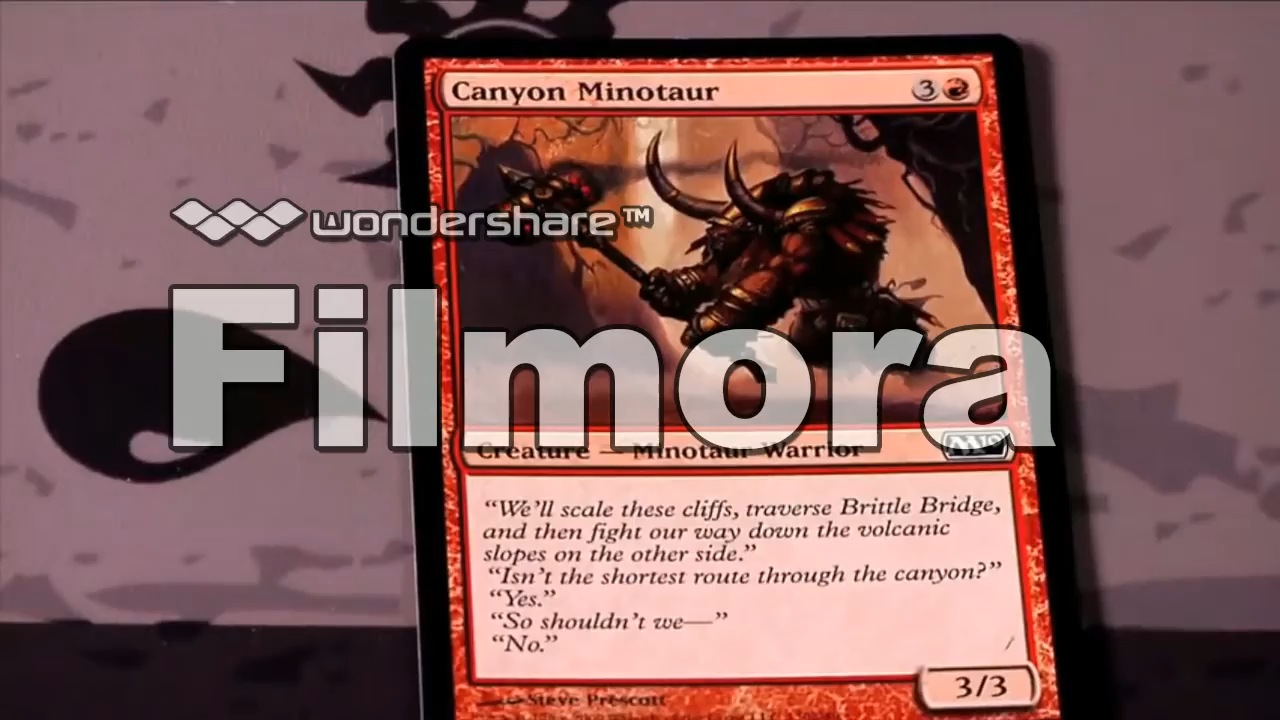 Canyon Minotaur 3
wondershare™
Filmora
Creature — Minotaur Warrior M10
“We’ll scale these cliffs, traverse Brittle Bridge,
and then fight our way down the volcanic
slopes on the other side.”
“Isn’t the shortest route through the canyon?”
“Yes.”
“So shouldn’t we—”
“No.”
3/3
Steve Prescott